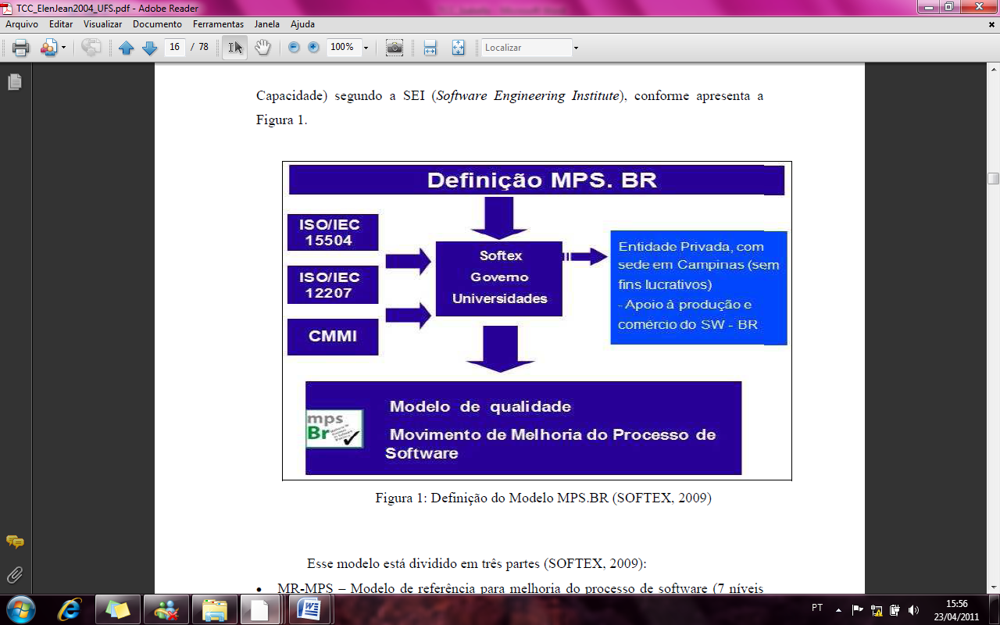 TCC_ElenJean2004_UFS.pdf - Adobe Reader
Arquivo Editar Visualizar Documento Ferramentas Janela Ajuda
16 / 78 100% Localizar
Capacidade) segundo a SEI (Software Engineering Institute), conforme apresenta a
Figura 1.
Definição MPS. BR
ISO/IEC
15504
ISO/IEC
12207
CMMI
Softex
Governo
Universidades
Entidade Privada, com
sede em Campinas (sem
fins lucrativos)
- Apoio à produção e
comércio do SW - BR
mps
Br
Modelo de qualidade
Movimento de Melhoria do Processo de
Software
Figura 1: Definição do Modelo MPS.BR (SOFTEX, 2009)
Esse modelo está dividido em três partes (SOFTEX, 2009):
• MR-MPS – Modelo de referência para melhoria do processo de software (7 níveis
PT
15:56
23/04/2011